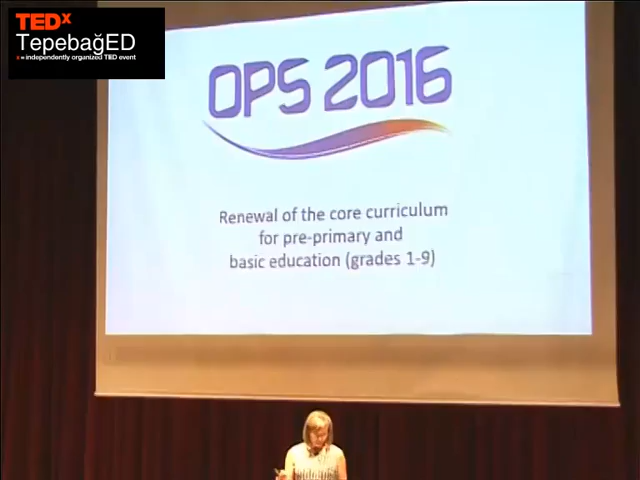 TEDx
TepebağED
x = independently organized TED event
OPS 2016
Renewal of the core curriculum
for pre-primary and
basic education (grades 1-9)